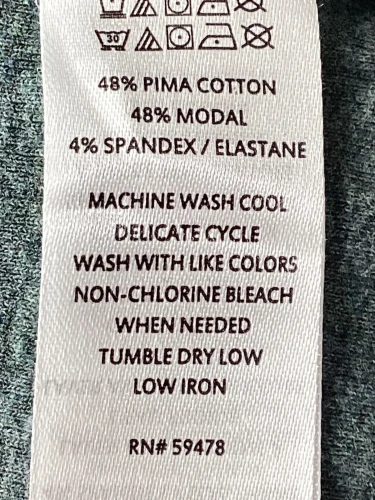 30
48% PIMA COTTON
48% MODAL
4% SPANDEX / ELASTANE
MACHINE WASH COOL
DELICATE CYCLE
WASH WITH LIKE COLORS
NON-CHLORINE BLEACH
WHEN NEEDED
TUMBLE DRY LOW
LOW IRON
RN# 59478